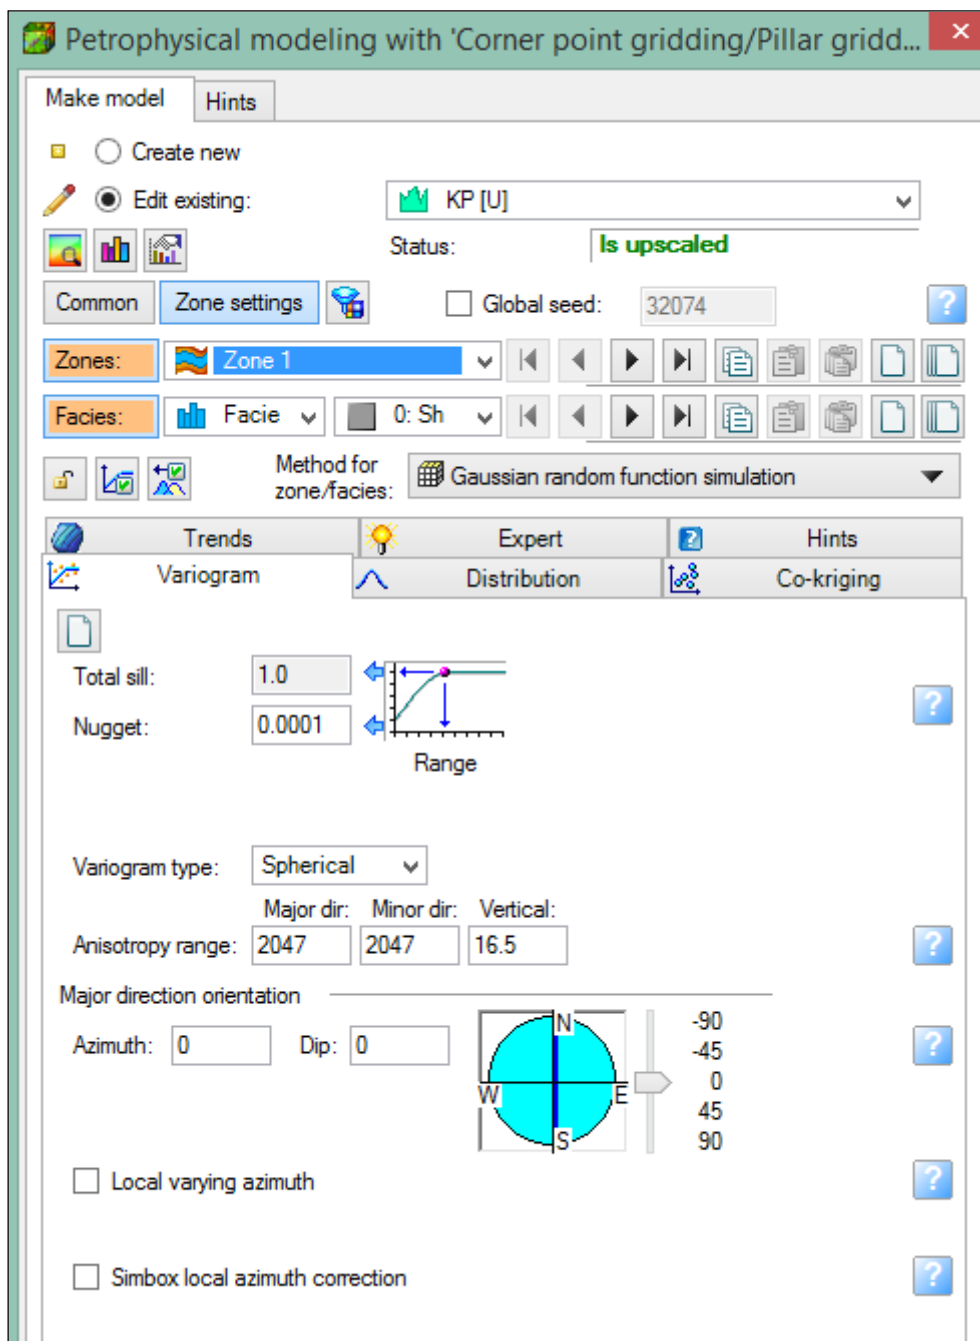 Petrophysical modeling with 'Corner point gridding/Pillar gridd...
Make model Hints
Create new
Edit existing: KP [U]
Status: Is upscaled
Common Zone settings Global seed: 32074 ?
Zones: Zone 1
Facies: Facie 0: Sh
Method for
zone/facies: Gaussian random function simulation
Trends Expert ? Hints
Variogram Distribution Co-kriging
Total sill: 1.0
?
Nugget: 0.0001
Range
Variogram type: Spherical
Major dir: Minor dir: Vertical:
Anisotropy range: 2047 2047 16.5 ?
Major direction orientation
Azimuth: 0 Dip: 0 ?
N
W E
S
-90
-45
0
45
90
Local varying azimuth ?
Simbox local azimuth correction ?